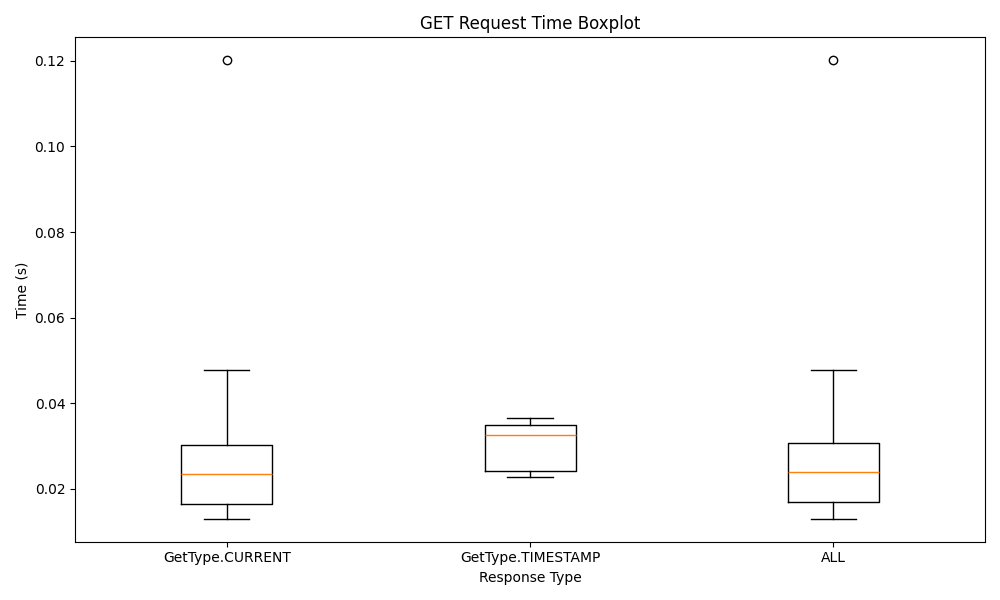 GET Request Time Boxplot
0.12
0.10
0.08
0.06
0.04
0.02
Time (s)
GetType.CURRENT
GetType.TIMESTAMP
ALL
Response Type